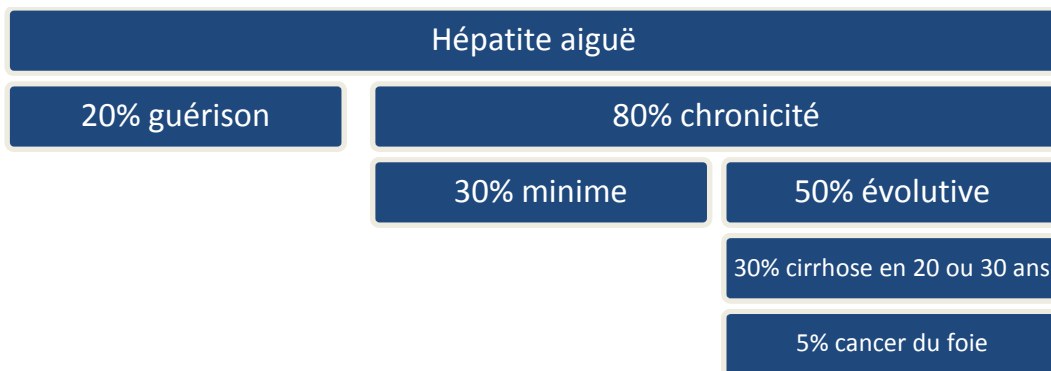 Hépatite aiguë
20% guérison
80% chronicité
30% minime
50% évolutive
30% cirrhose en 20 ou 30 ans
5% cancer du foie